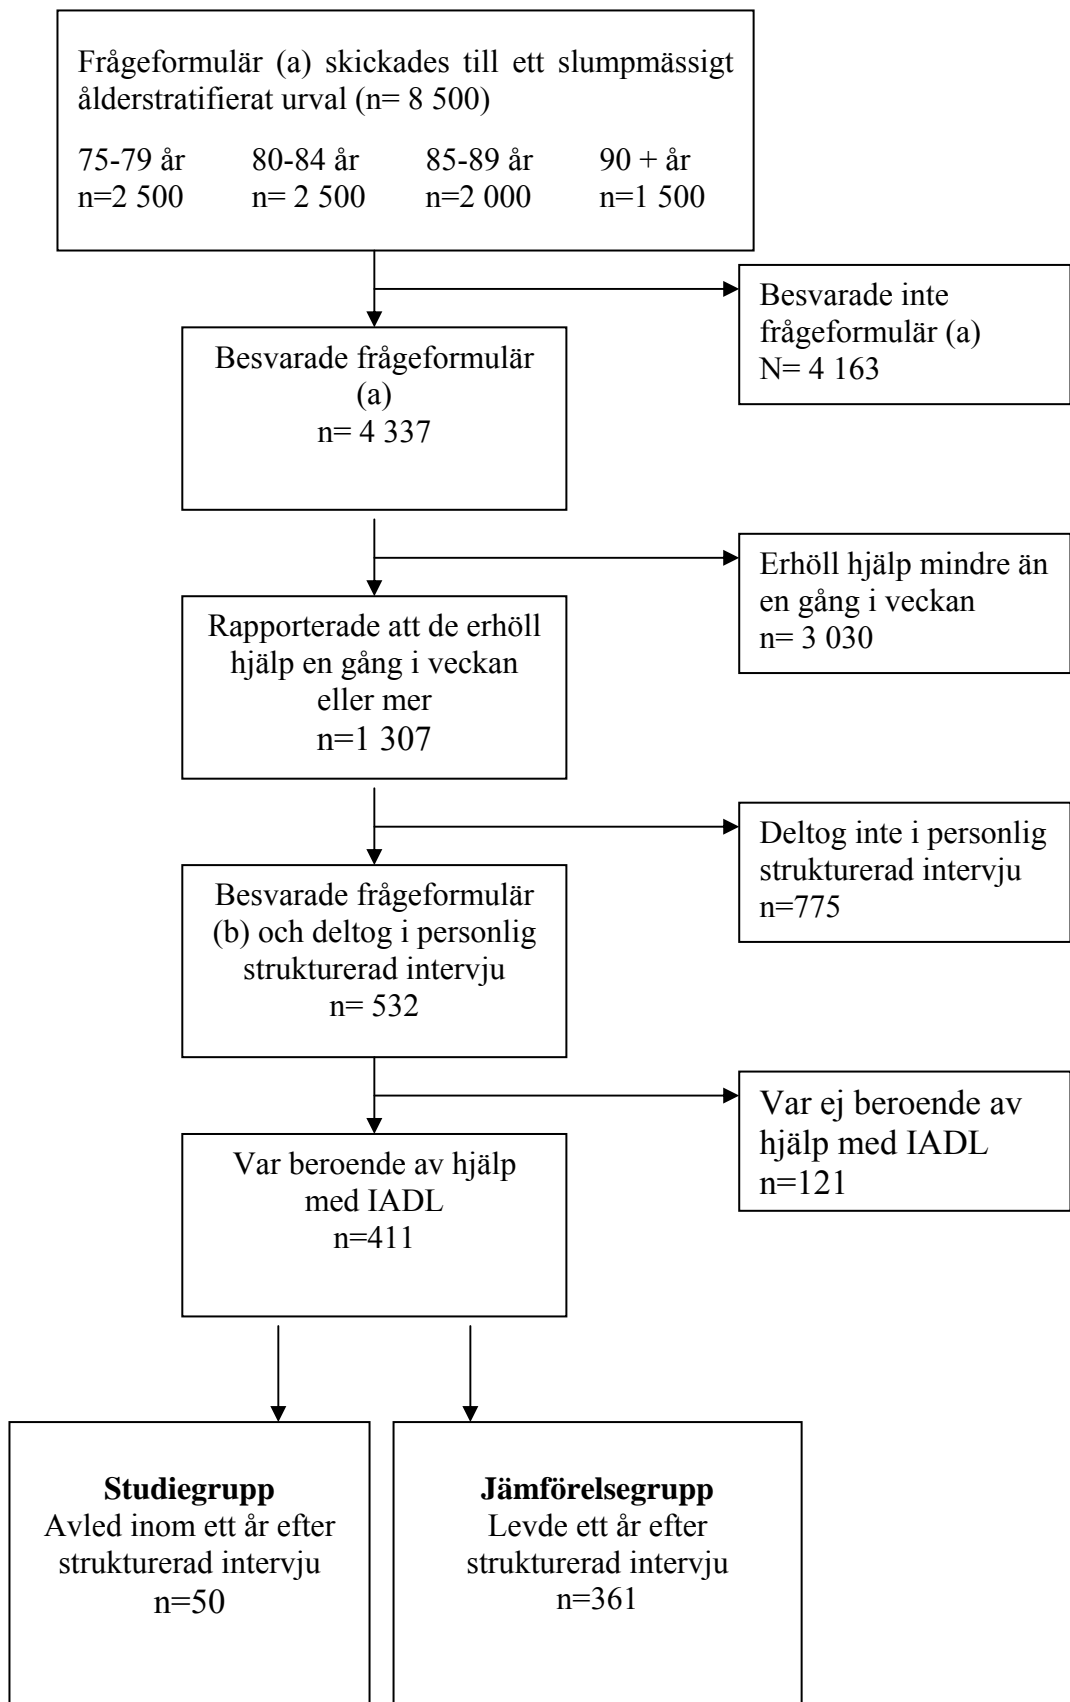 Frågeformulär (a) skickades till ett slumpmässigt
ålderstratifierat urval (n= 8 500)
75-79 år 80-84 år 85-89 år 90 + år
n=2 500 n= 2 500 n=2 000 n=1 500
Besvarade inte
frågeformulär (a)
N= 4 163
Besvarade frågeformulär
(a)
n= 4 337
Erhöll hjälp mindre än
en gång i veckan
n= 3 030
Rapporterade att de erhöll
hjälp en gång i veckan
eller mer
n=1 307
Deltog inte i personlig
strukturerad intervju
n=775
Besvarade frågeformulär
(b) och deltog i personlig
strukturerad intervju
n= 532
Var ej beroende av
hjälp med IADL
n=121
Var beroende av hjälp
med IADL
n=411
Studiegrupp
Avled inom ett år efter
strukturerad intervju
n=50
Jämförelsegrupp
Levde ett år efter
strukturerad intervju
n=361